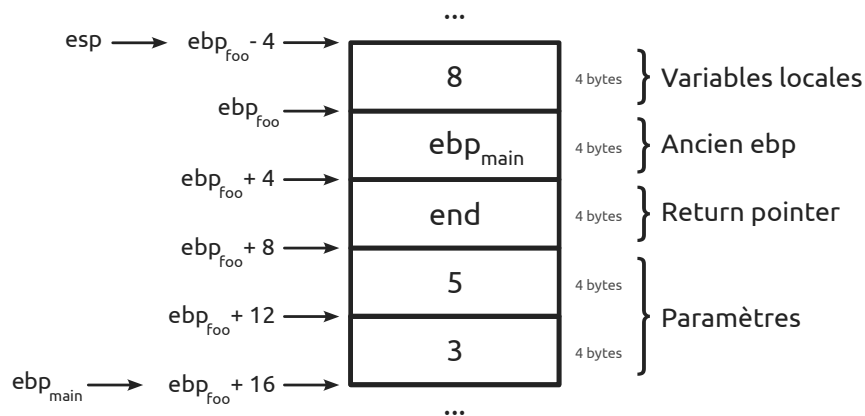 ...
esp ebp_foo - 4
8 4 bytes Variables locales
ebp_foo
ebp_main 4 bytes Ancien ebp
ebp_foo + 4
end 4 bytes Return pointer
ebp_foo + 8
5 4 bytes
ebp_foo + 12 Paramètres
3 4 bytes
ebp_main ebp_foo + 16
...